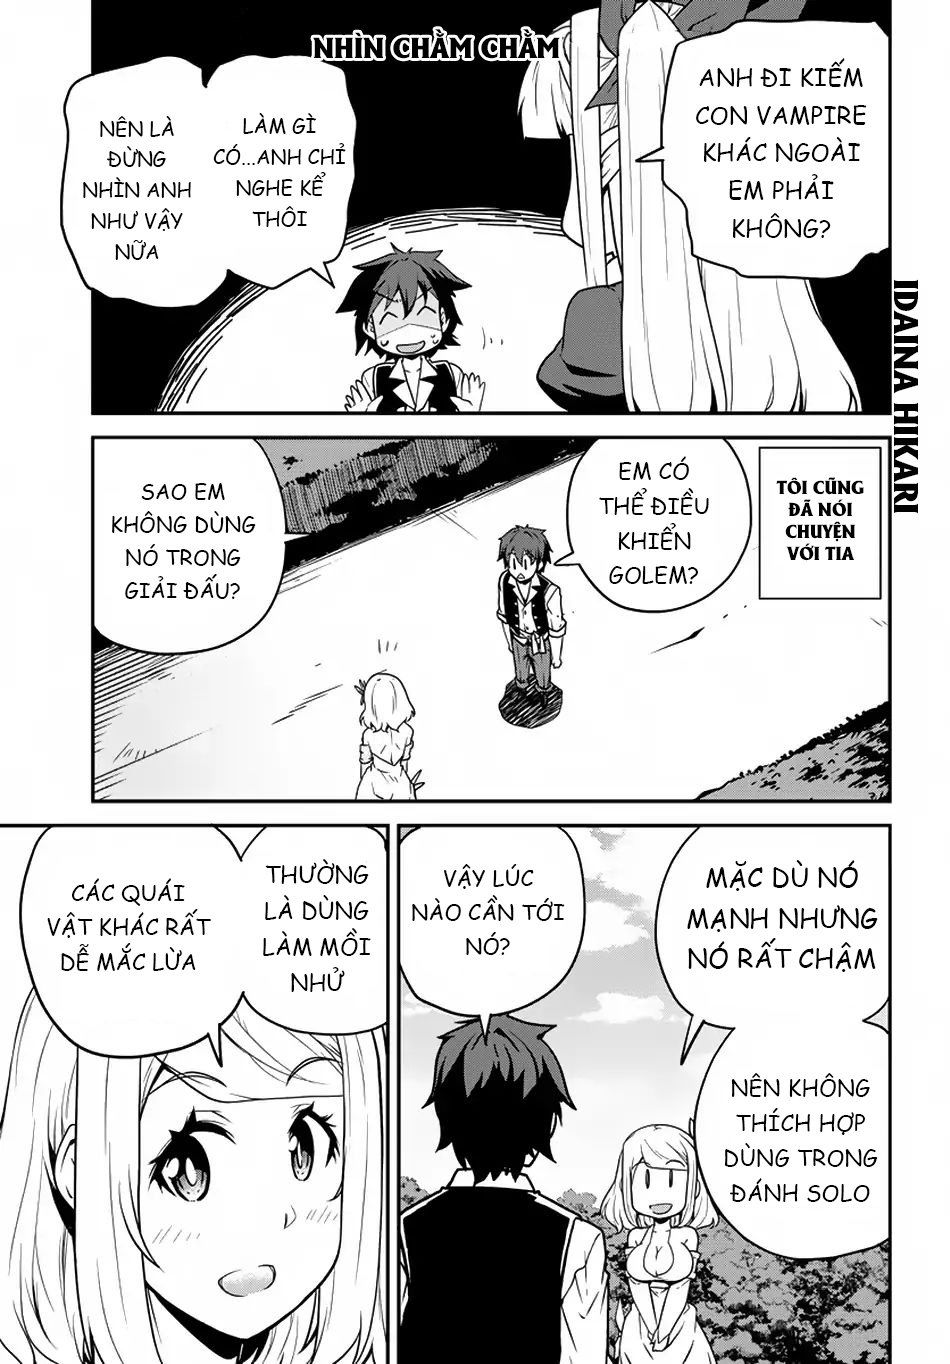 NHÌN CHẰM CHẰM
ANH ĐI KIẾM
CON VAMPIRE
KHÁC NGOÀI
EM PHẢI
KHÔNG?
LÀM GÌ
CÓ...ANH CHỈ
NGHE KỂ
THÔI
NÊN LÀ
ĐỪNG
NHÌN ANH
NHƯ VẬY
NỮA
IDAINA HIKARI
TÔI CŨNG
ĐÃ NÓI
CHUYỆN
VỚI TIA
EM CÓ
THỂ ĐIỀU
KHIỂN
GOLEM?
SAO EM
KHÔNG DÙNG
NÓ TRONG
GIẢI ĐẤU?
MẶC DÙ NÓ
MẠNH NHƯNG
NÓ RẤT CHẬM
NÊN KHÔNG
THÍCH HỢP
DÙNG TRONG
ĐÁNH SOLO
VẬY LÚC
NÀO CẦN TỚI
NÓ?
THƯỜNG
LÀ DÙNG
LÀM MỒI
NHỬ
CÁC QUÁI
VẬT KHÁC RẤT
DỄ MẮC LỪA